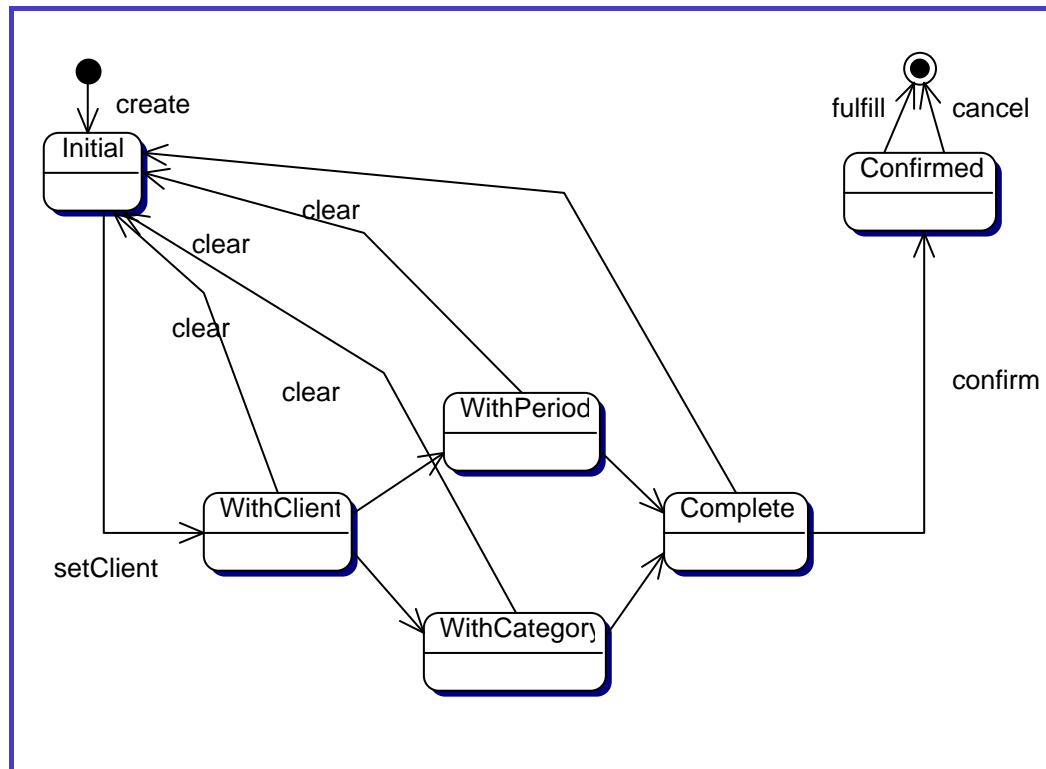 create
Initial
fulfill
cancel
Confirmed
clear
clear
clear
clear
confirm
WithPeriod
WithClient
Complete
setClient
WithCategory